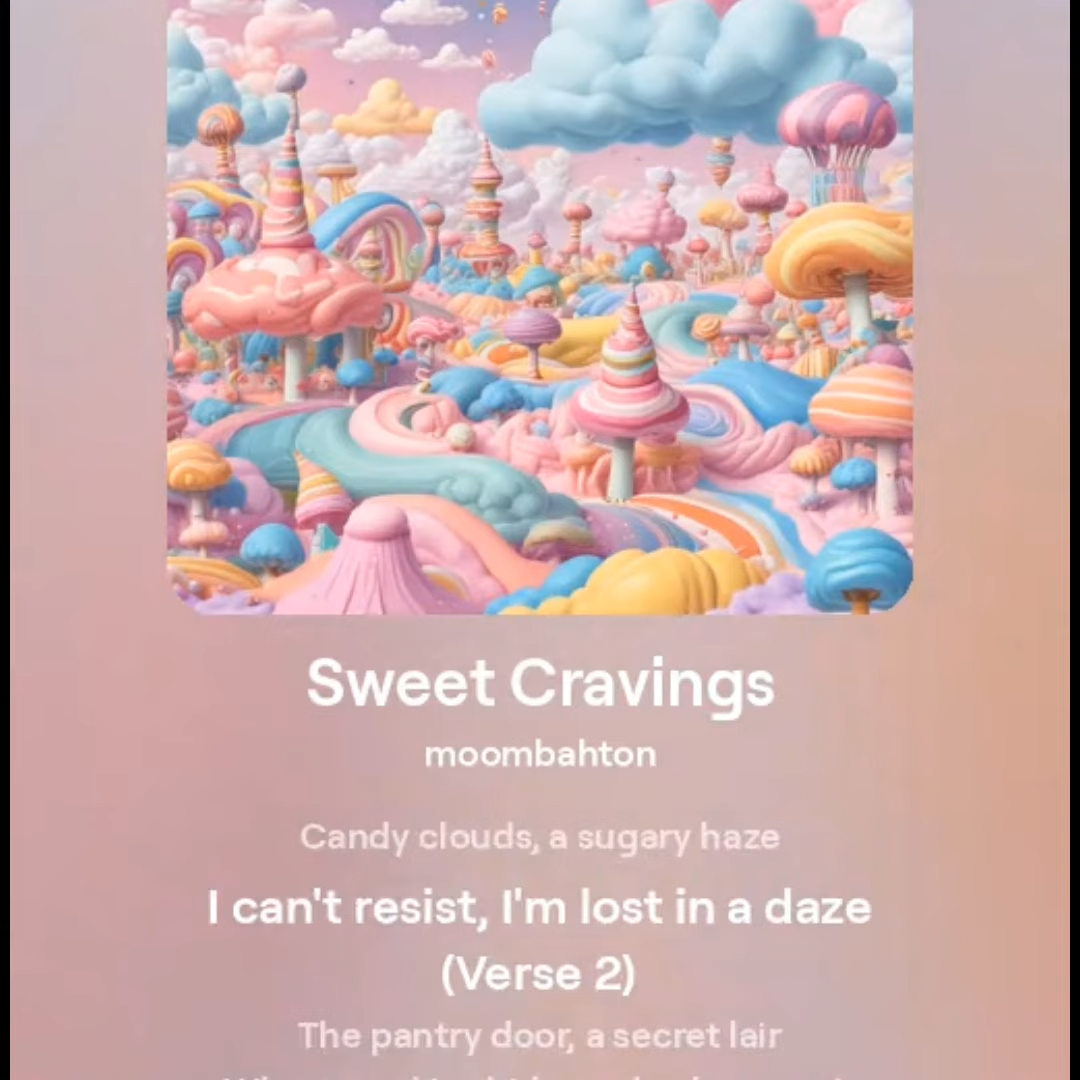 Sweet Cravings
moombahton
Candy clouds, a sugary haze
I can't resist, I'm lost in a daze
(Verse 2)
The pantry door, a secret lair